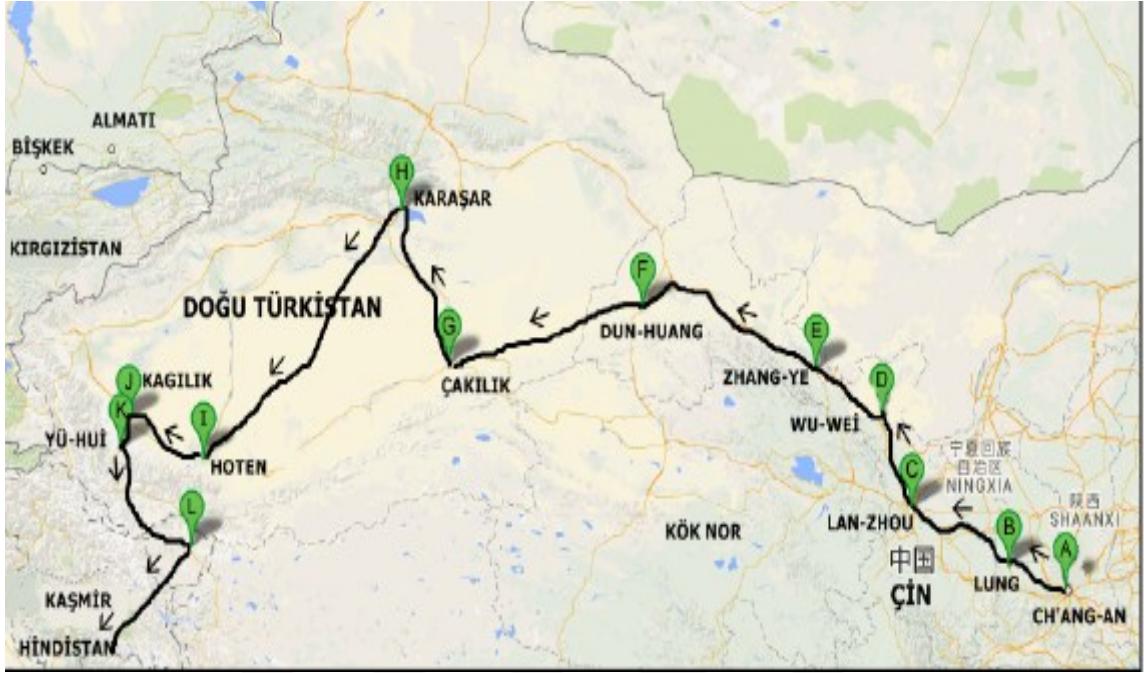 ALMATI
BİŞKEK
H
KARAŞAR
KIRGIZİSTAN
F
DOĞU TÜRKİSTAN
G
E
DUN-HUANG
J
KAGILIK
ÇAKILIK
ZHANG-YE
D
K
I
WU-WEİ
YÜ-HUİ
HOTEN
C
宁夏回族
自治区
NINGXIA
L
LAN-ZHOU
陕西
SHAANXI
KÖK NOR
B
A
中国
ÇİN
LUNG
KAŞMİR
CH'ANG-AN
HİNDİSTAN